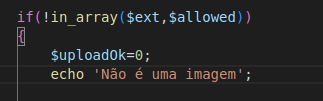 if(!in_array($ext,$allowed))
{
$uploadOk=0;
echo 'Não é uma imagem';